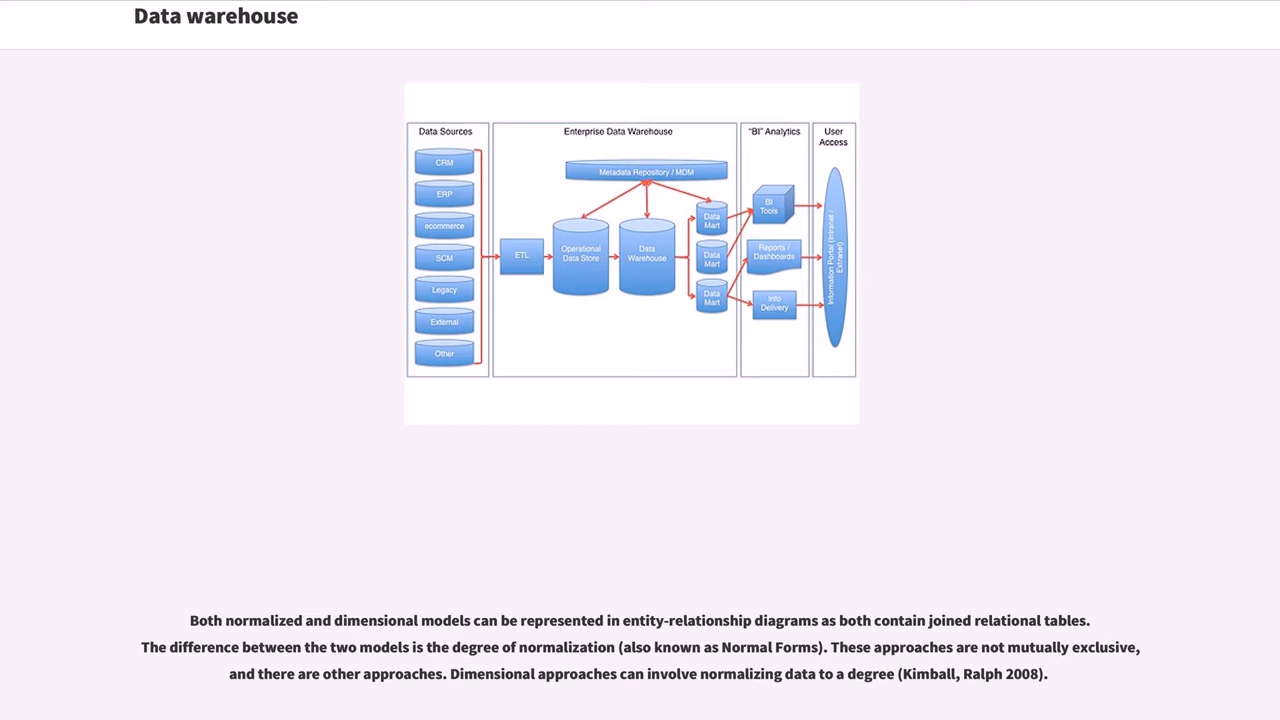 Data warehouse
Data Sources
CRM
ERP
ecommerce
SCM
Legacy
External
Other
Enterprise Data Warehouse
Metadata Repository / MDM
ETL
Operational
Data Store
Data
Warehouse
Data
Mart
Data
Mart
Data
Mart
"BI" Analytics
BI
Tools
Reports /
Dashboards
Info
Delivery
User
Access
Information Portal (Intranet /
Extranet)
Both normalized and dimensional models can be represented in entity-relationship diagrams as both contain joined relational tables.
The difference between the two models is the degree of normalization (also known as Normal Forms). These approaches are not mutually exclusive,
and there are other approaches. Dimensional approaches can involve normalizing data to a degree (Kimball, Ralph 2008).